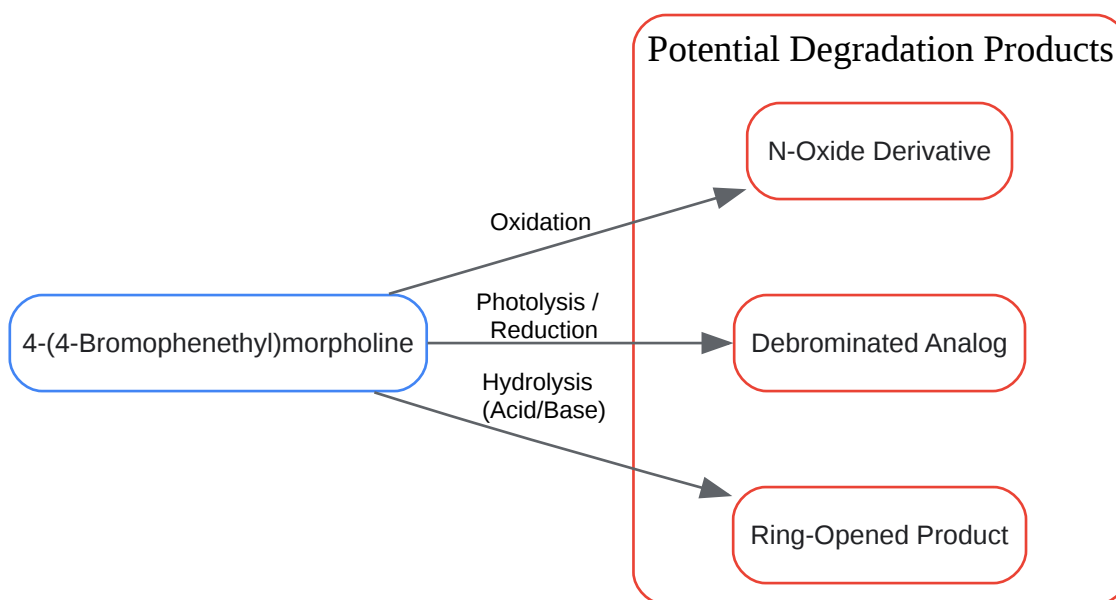 Potential Degradation Products
N-Oxide Derivative
Oxidation
Photolysis /
Reduction
4-(4-Bromophenethyl)morpholine
Debrominated Analog
Hydrolysis
(Acid/Base)
Ring-Opened Product